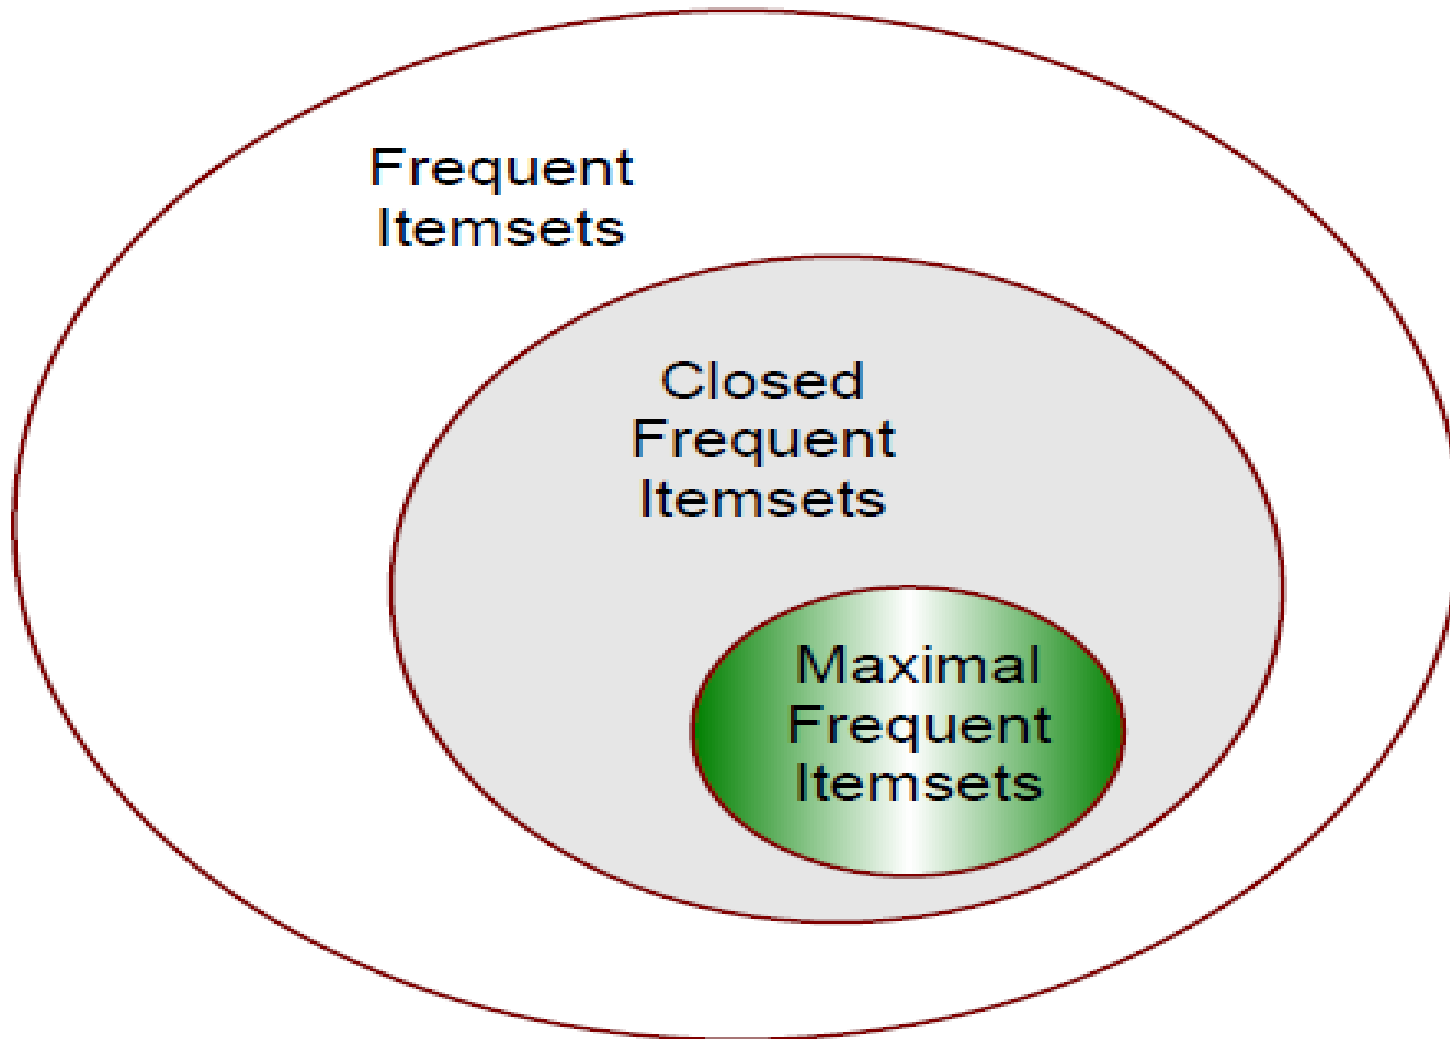 Frequent
Itemsets
Closed
Frequent
Itemsets
Maximal
Frequent
Itemsets